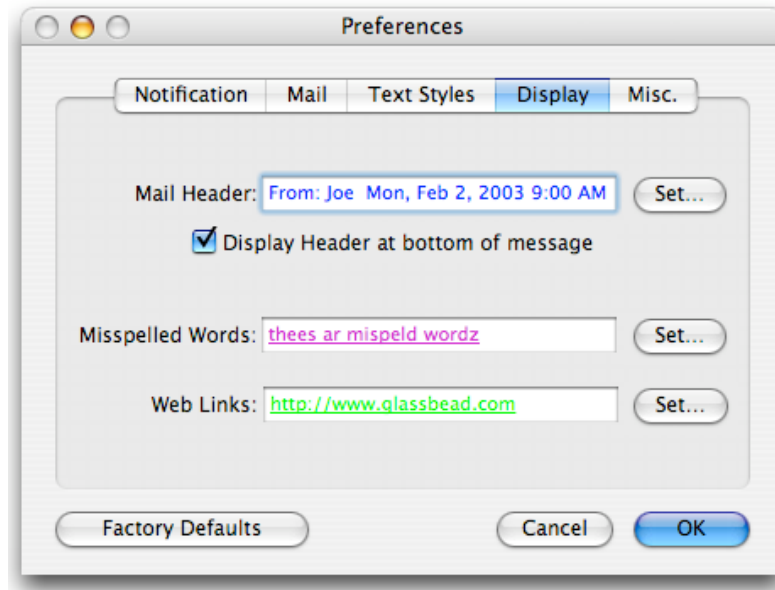 Preferences
Notification Mail Text Styles Display Misc.
Mail Header: From: Joe  Mon, Feb 2, 2003 9:00 AM Set...
Display Header at bottom of message
Misspelled Words: thees ar mispeld wordz Set...
Web Links: http://www.glassbead.com Set...
Factory Defaults Cancel OK